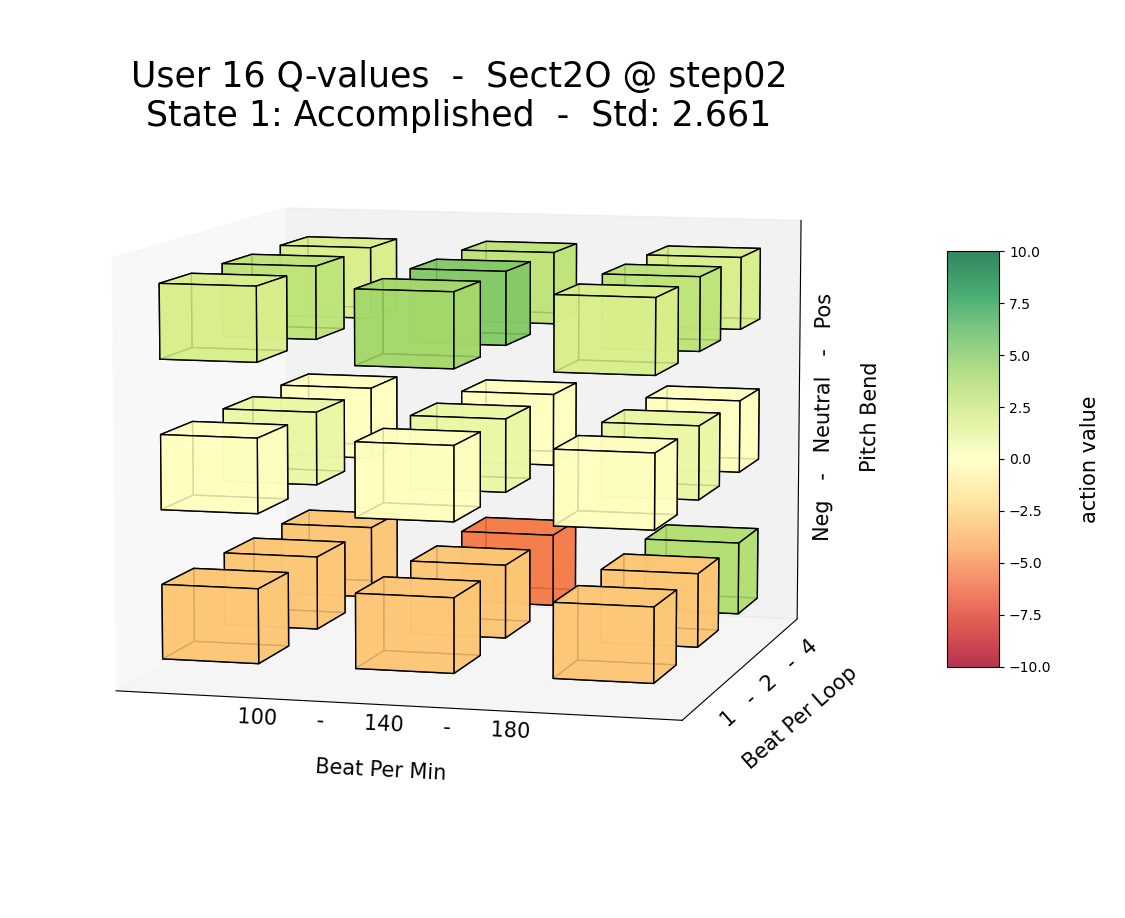 User 16 Q-values  -  Sect2O @ step02
State 1: Accomplished  -  Std: 2.661
Neg   -   Neutral   -   Pos
Pitch Bend
1  -  2  -  4
Beat Per Loop
100      -      140      -      180
Beat Per Min
10.0
7.5
5.0
2.5
0.0
−2.5
−5.0
−7.5
−10.0
action value